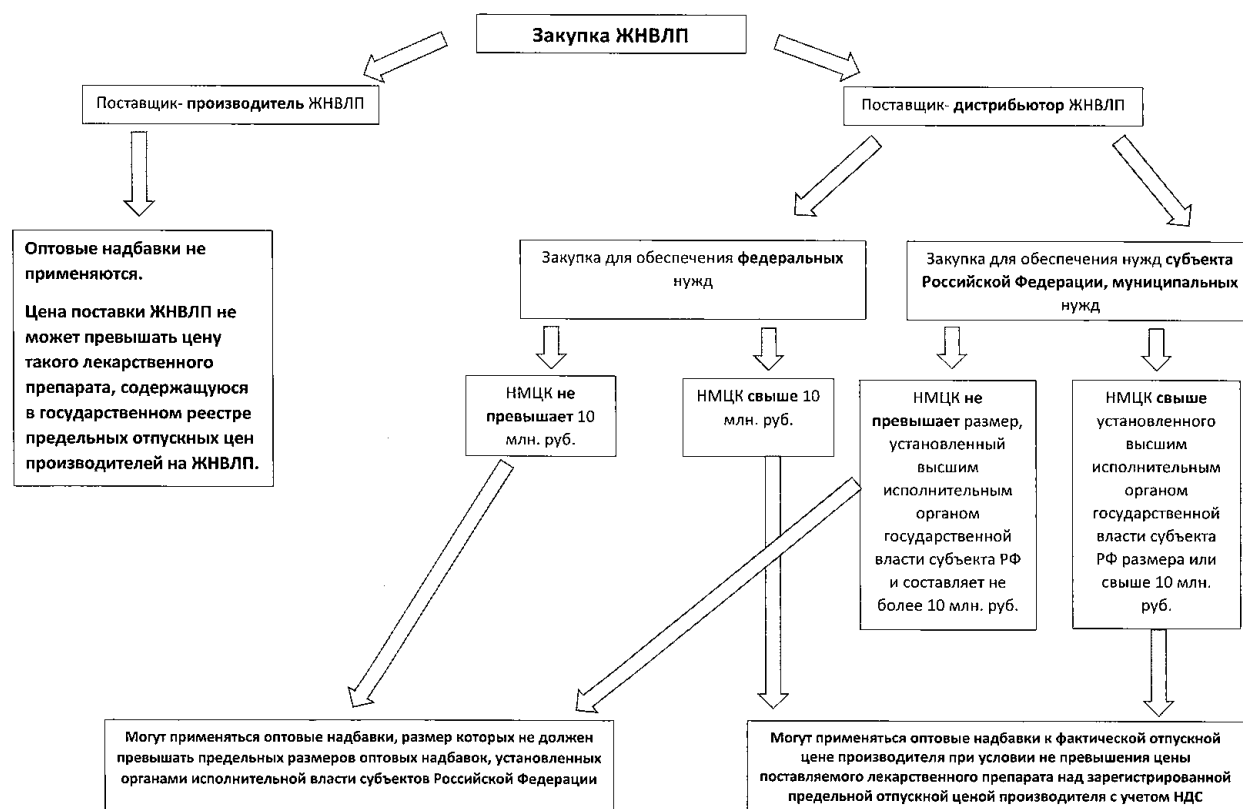 Закупка ЖНВЛП
Поставщик- производитель ЖНВЛП
Поставщик- дистрибьютор ЖНВЛП
Оптовые надбавки не
применяются.
Цена поставки ЖНВЛП не
может превышать цену
такого лекарственного
препарата, содержащуюся
в государственном реестре
предельных отпускных цен
производителей на ЖНВЛП.
Закупка для обеспечения федеральных
нужд
Закупка для обеспечения нужд субъекта
Российской Федерации, муниципальных
нужд
НМЦК не
превышает 10
млн. руб.
НМЦК свыше 10
млн. руб.
НМЦК не
превышает размер,
установленный
высшим
исполнительным
органом
государственной
власти субъекта РФ
и составляет не
более 10 млн. руб.
НМЦК свыше
установленного
высшим
исполнительным
органом
государственной
власти субъекта
РФ размера или
свыше 10 млн.
руб.
Могут применяться оптовые надбавки, размер которых не должен
превышать предельных размеров оптовых надбавок, установленных
органами исполнительной власти субъектов Российской Федерации
Могут применяться оптовые надбавки к фактической отпускной
цене производителя при условии не превышения цены
поставляемого лекарственного препарата над зарегистрированной
предельной отпускной ценой производителя с учетом НДС